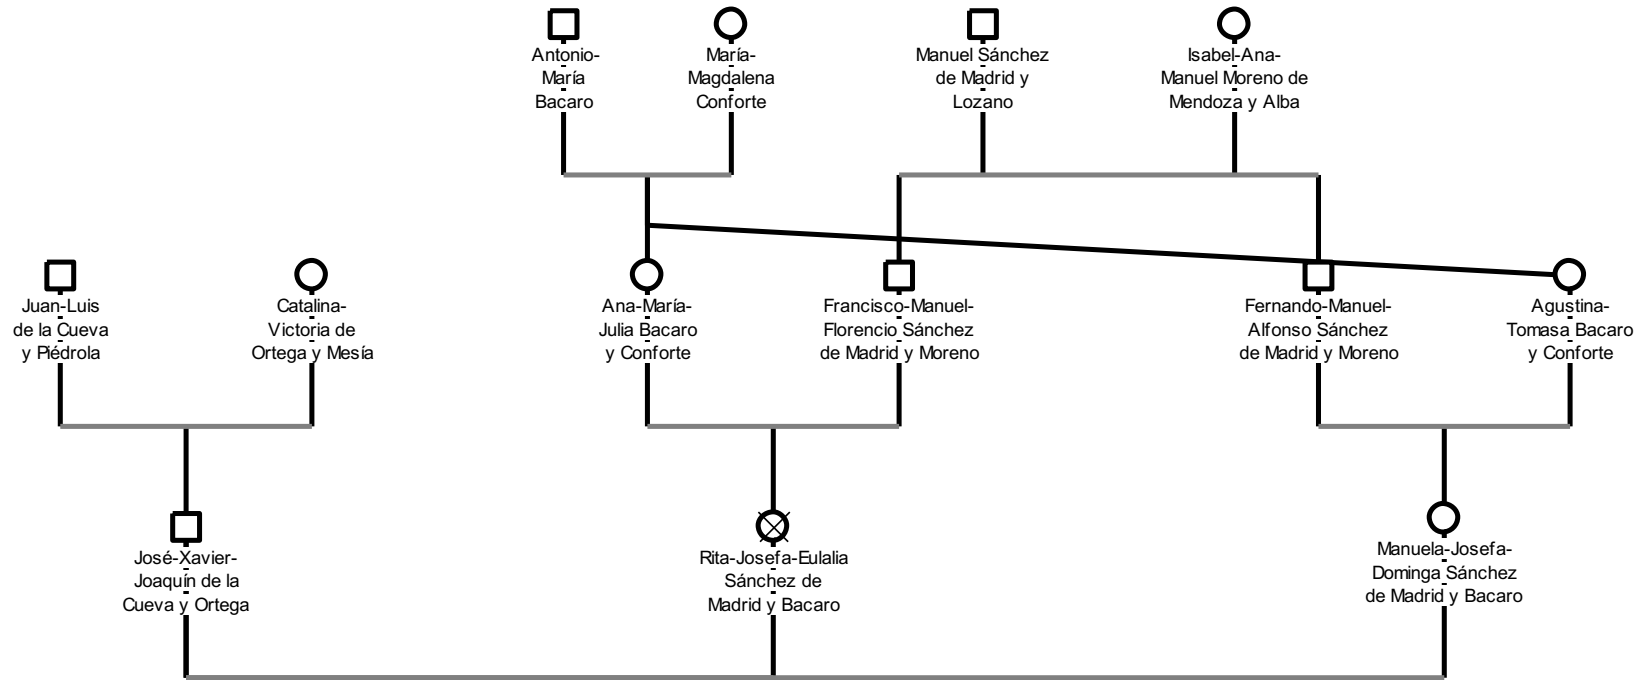 Antonio-
María
Bacaro
María-
Magdalena
Conforte
Manuel Sánchez
de Madrid y
Lozano
Isabel-Ana-
Manuel Moreno de
Mendoza y Alba
Juan-Luis
de la Cueva
y Piédrola
Catalina-
Victoria de
Ortega y Mesía
Ana-María-
Julia Bacaro
y Conforte
Francisco-Manuel-
Florencio Sánchez
de Madrid y Moreno
Fernando-Manuel-
Alfonso Sánchez
de Madrid y Moreno
Agustina-
Tomasa Bacaro
y Conforte
José-Xavier-
Joaquín de la
Cueva y Ortega
Rita-Josefa-Eulalia
Sánchez de
Madrid y Bacaro
Manuela-Josefa-
Dominga Sánchez
de Madrid y Bacaro